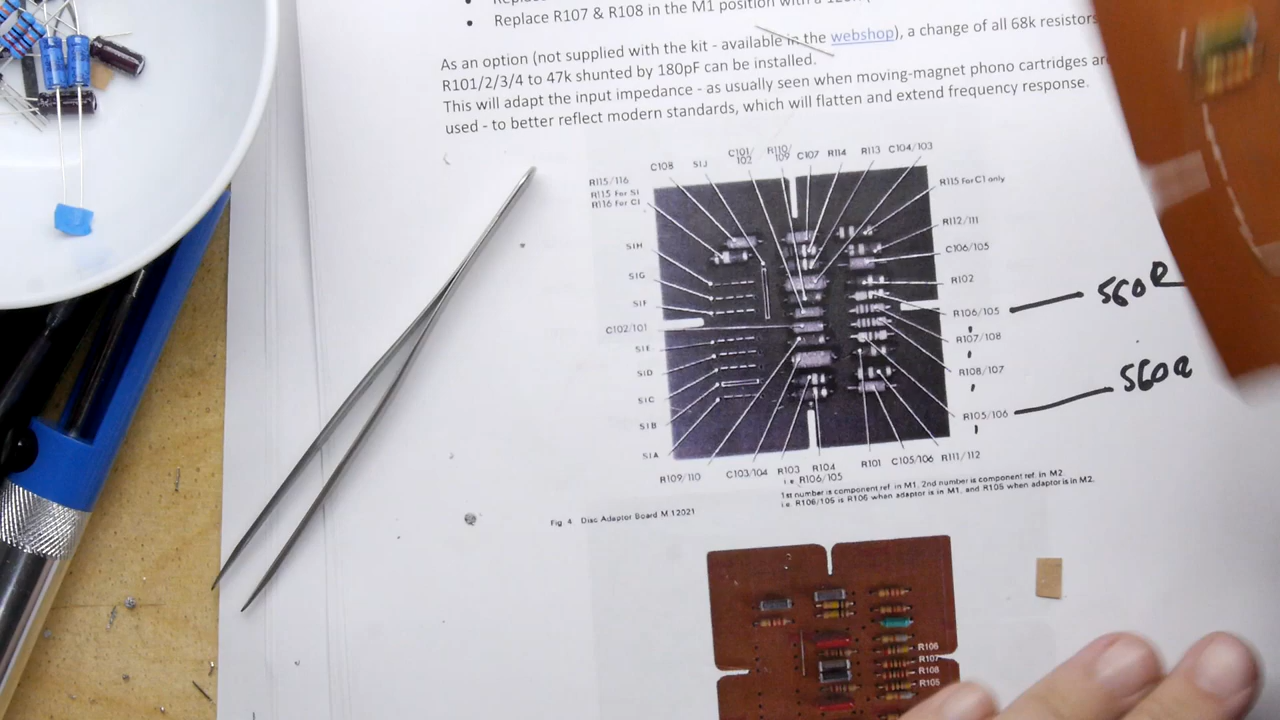 Replace R107 & R108 in the M1 position with a
As an option (not supplied with the kit - available in the webshop), a change of all 68k resistors
R101/2/3/4 to 47k shunted by 180pF can be installed.
This will adapt the input impedance - as usually seen when moving-magnet phono cartridges are
used - to better reflect modern standards, which will flatten and extend frequency response.
C108 S1J C101/102 R110/109 C107 R114 R113 C104/103
R115/116
R115 For S1
R116 For C1
R115 For C1 only
R112/111
S1H
C106/105
S1G
R102
S1F
R106/105 560R
C102/101
R107/108
S1E
S1D
R108/107
560R
S1C
R105/106
S1B
S1A
R109/110 C103/104 R103 R104 R101 C105/106 R111/112
i.e. R106/105
1st number is component ref. in M1. 2nd number is component ref. in M2.
i.e. R106/105 is R106 when adaptor is in M1, and R105 when adaptor is in M2.
Fig 4 Disc Adaptor Board M12021
R106
R107
R108
R105